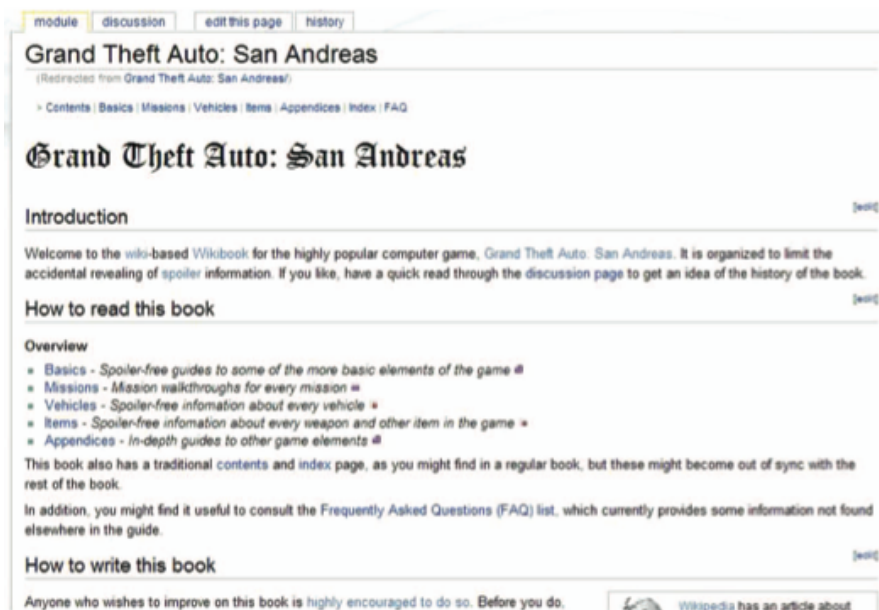 module discussion edit this page history
Grand Theft Auto: San Andreas
(Redirected from Grand Theft Auto: San Andreas/)
> Contents | Basics | Missions | Vehicles | Items | Appendices | Index | FAQ
Grand Theft Auto: San Andreas
[edit]
Introduction
Welcome to the wiki-based Wikibook for the highly popular computer game, Grand Theft Auto: San Andreas. It is organized to limit the
accidental revealing of spoiler information. If you like, have a quick read through the discussion page to get an idea of the history of the book.
[edit]
How to read this book
Overview
Basics - Spoiler-free guides to some of the more basic elements of the game
Missions - Mission walkthroughs for every mission
Vehicles - Spoiler-free infomation about every vehicle
Items - Spoiler-free infomation about every weapon and other item in the game
Appendices - In-depth guides to other game elements
This book also has a traditional contents and index page, as you might find in a regular book, but these might become out of sync with the
rest of the book.
In addition, you might find it useful to consult the Frequently Asked Questions (FAQ) list, which currently provides some information not found
elsewhere in the guide.
[edit]
How to write this book
Anyone who wishes to improve on this book is highly encouraged to do so. Before you do,
Wikipedia has an article about